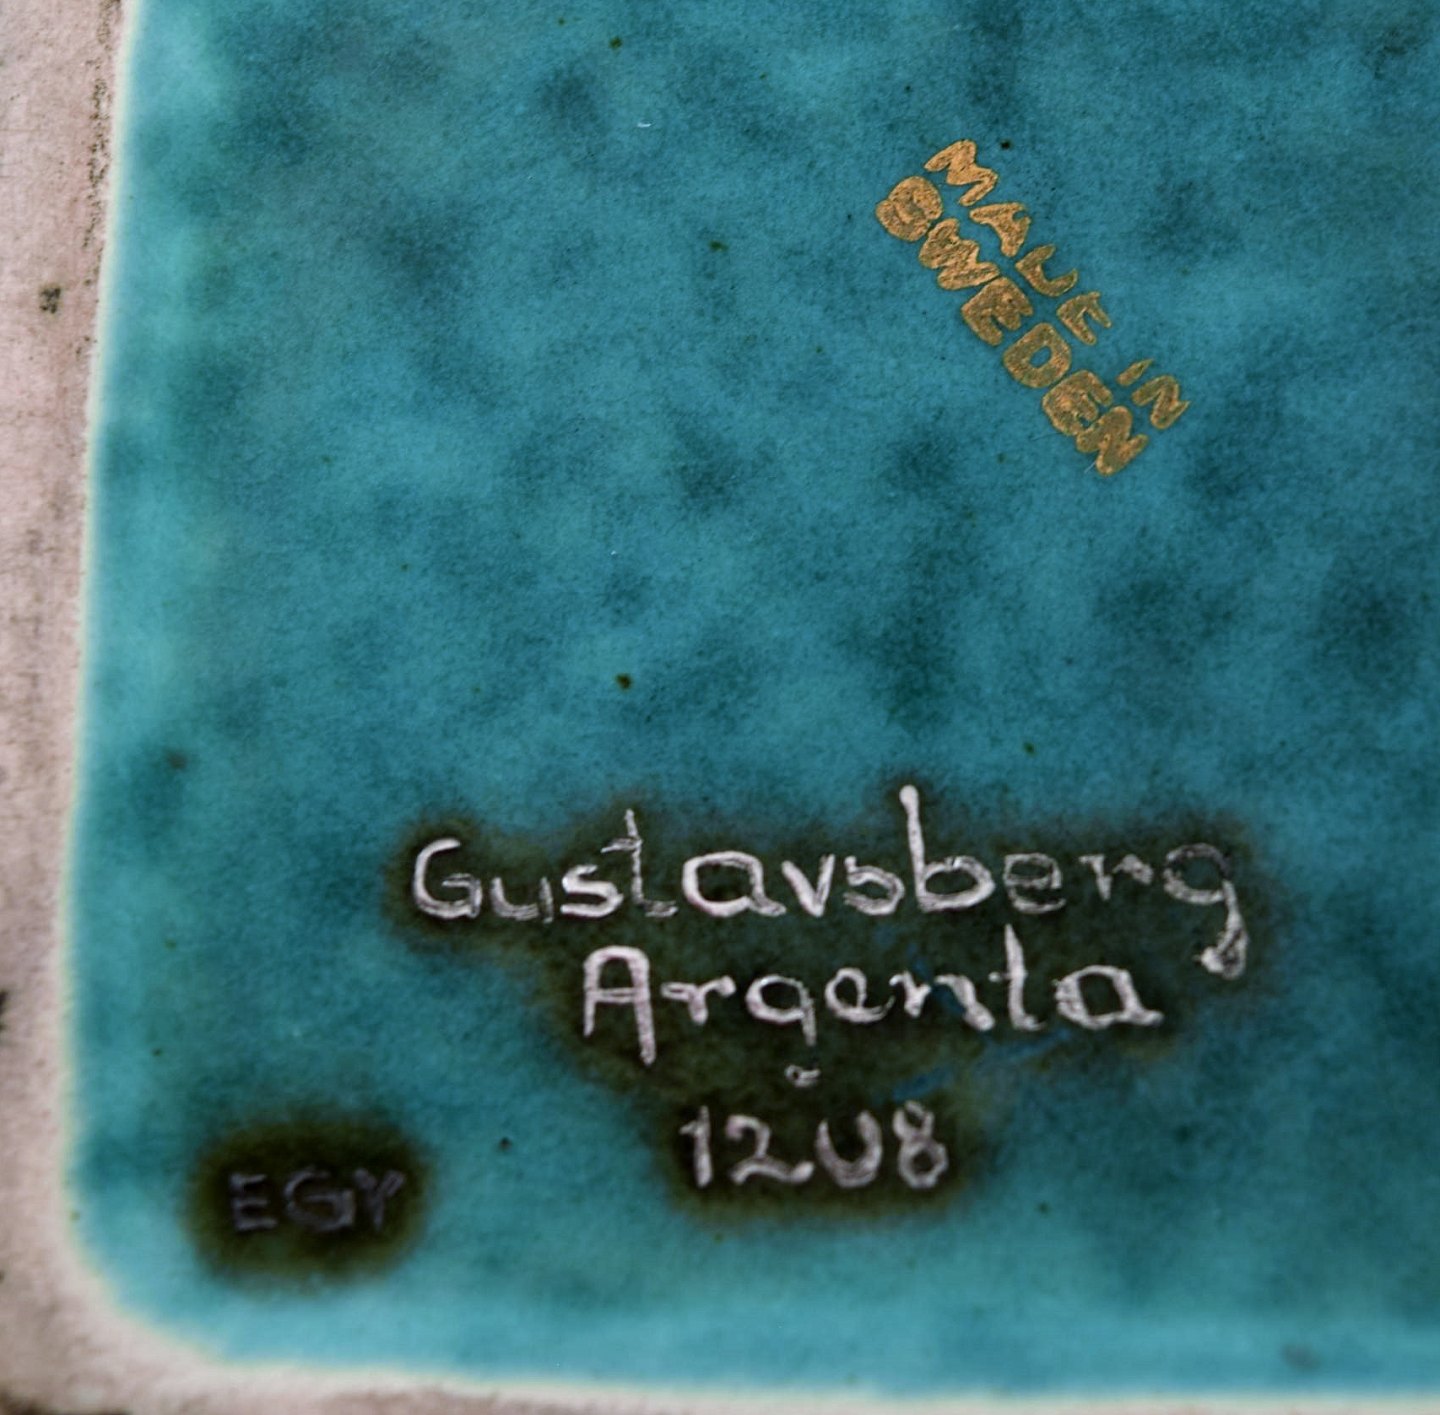 MADE IN
SWEDEN
Gustavsberg
Argenta
1208
EGY